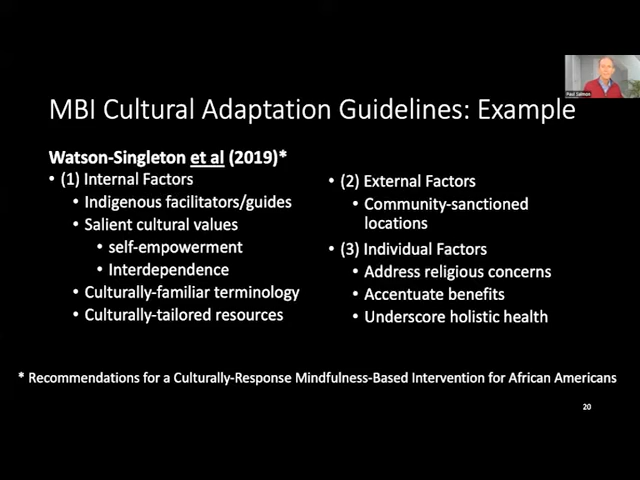 Paul Salmon
MBI Cultural Adaptation Guidelines: Example
Watson-Singleton et al (2019)*
• (1) Internal Factors
• Indigenous facilitators/guides
• Salient cultural values
• self-empowerment
• Interdependence
• Culturally-familiar terminology
• Culturally-tailored resources
• (2) External Factors
• Community-sanctioned
locations
• (3) Individual Factors
• Address religious concerns
• Accentuate benefits
• Underscore holistic health
* Recommendations for a Culturally-Response Mindfulness-Based Intervention for African Americans
20